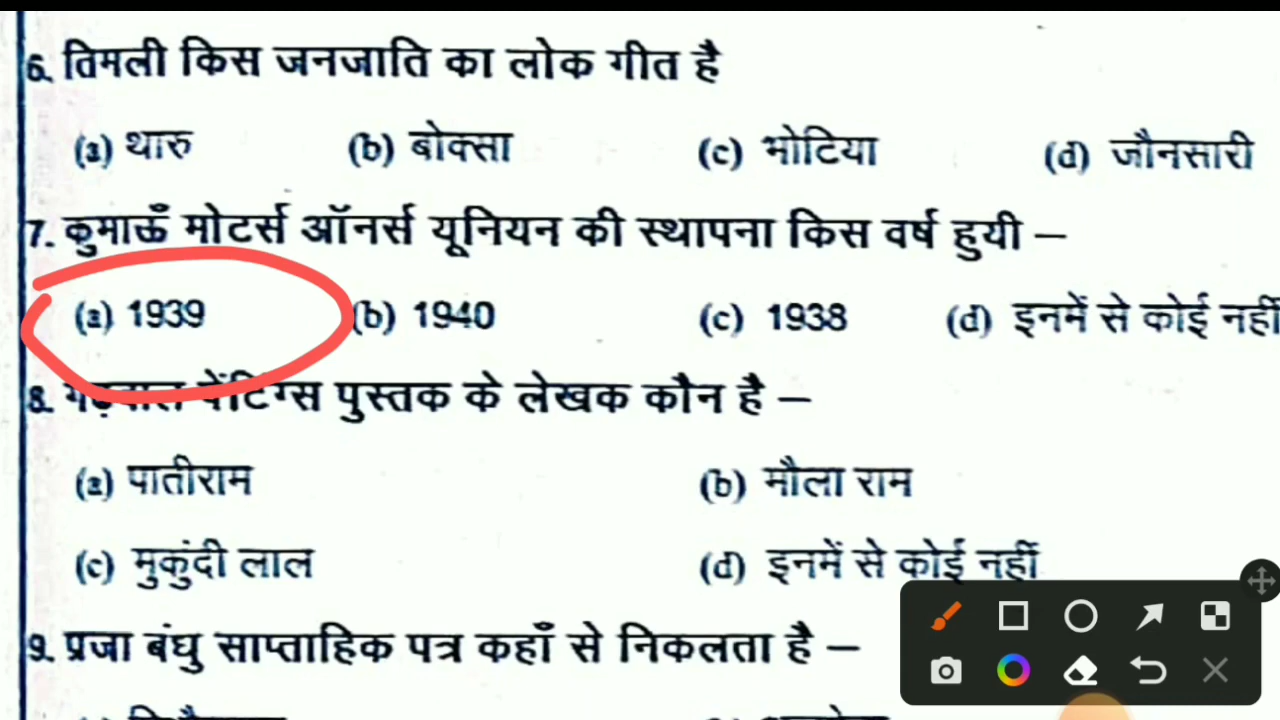 6. तिमली किस जनजाति का लोक गीत है
(a) थारु (b) बोक्सा (c) भोटिया (d) जौनसारी
7. कुमाऊँ मोटर्स ऑनर्स यूनियन की स्थापना किस वर्ष हुयी –
(a) 1939 (b) 1940 (c) 1938 (d) इनमें से कोई नहीं
8. गढ़वाल पेंटिंग्स पुस्तक के लेखक कौन है –
(a) पातीराम (b) मौला राम
(c) मुकुंदी लाल (d) इनमें से कोई नहीं
9. प्रजा बंघु साप्ताहिक पत्र कहाँ से निकलता है –